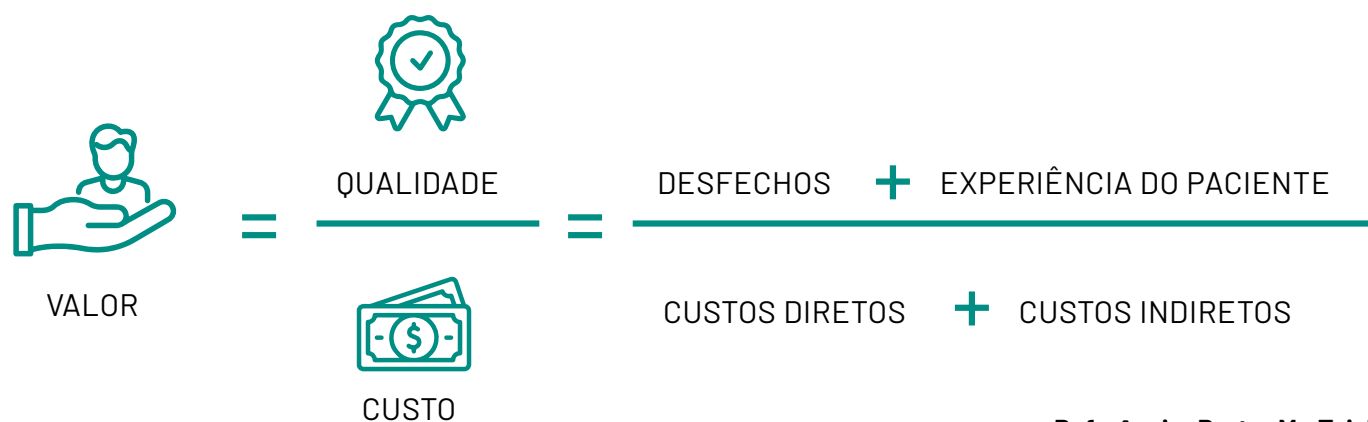 QUALIDADE
DESFECHOS + EXPERIÊNCIA DO PACIENTE
VALOR = = 
CUSTOS DIRETOS + CUSTOS INDIRETOS
$
CUSTO